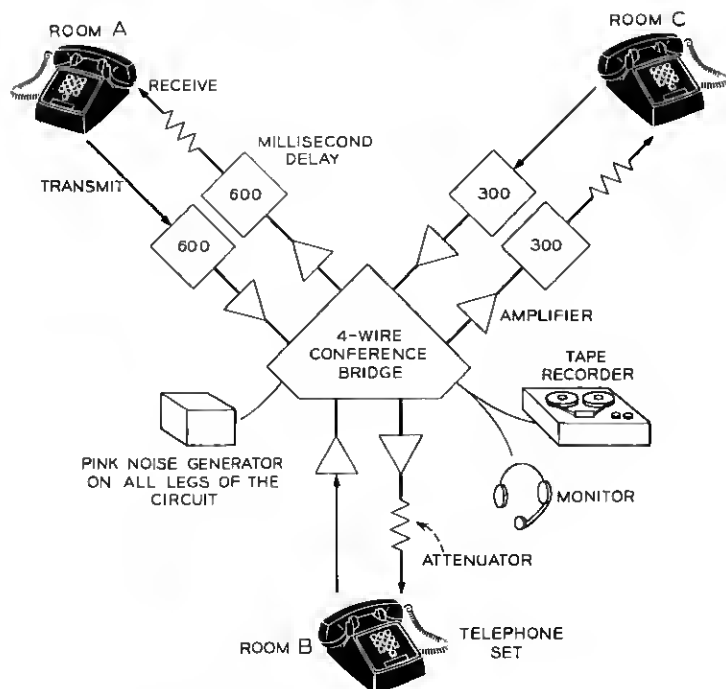 ROOM A
ROOM C
RECEIVE
MILLISECOND
DELAY
TRANSMIT
600
600
300
300
AMPLIFIER
4-WIRE
CONFERENCE
BRIDGE
TAPE
RECORDER
PINK NOISE GENERATOR
ON ALL LEGS OF THE
CIRCUIT
MONITOR
ATTENUATOR
ROOM B
TELEPHONE
SET